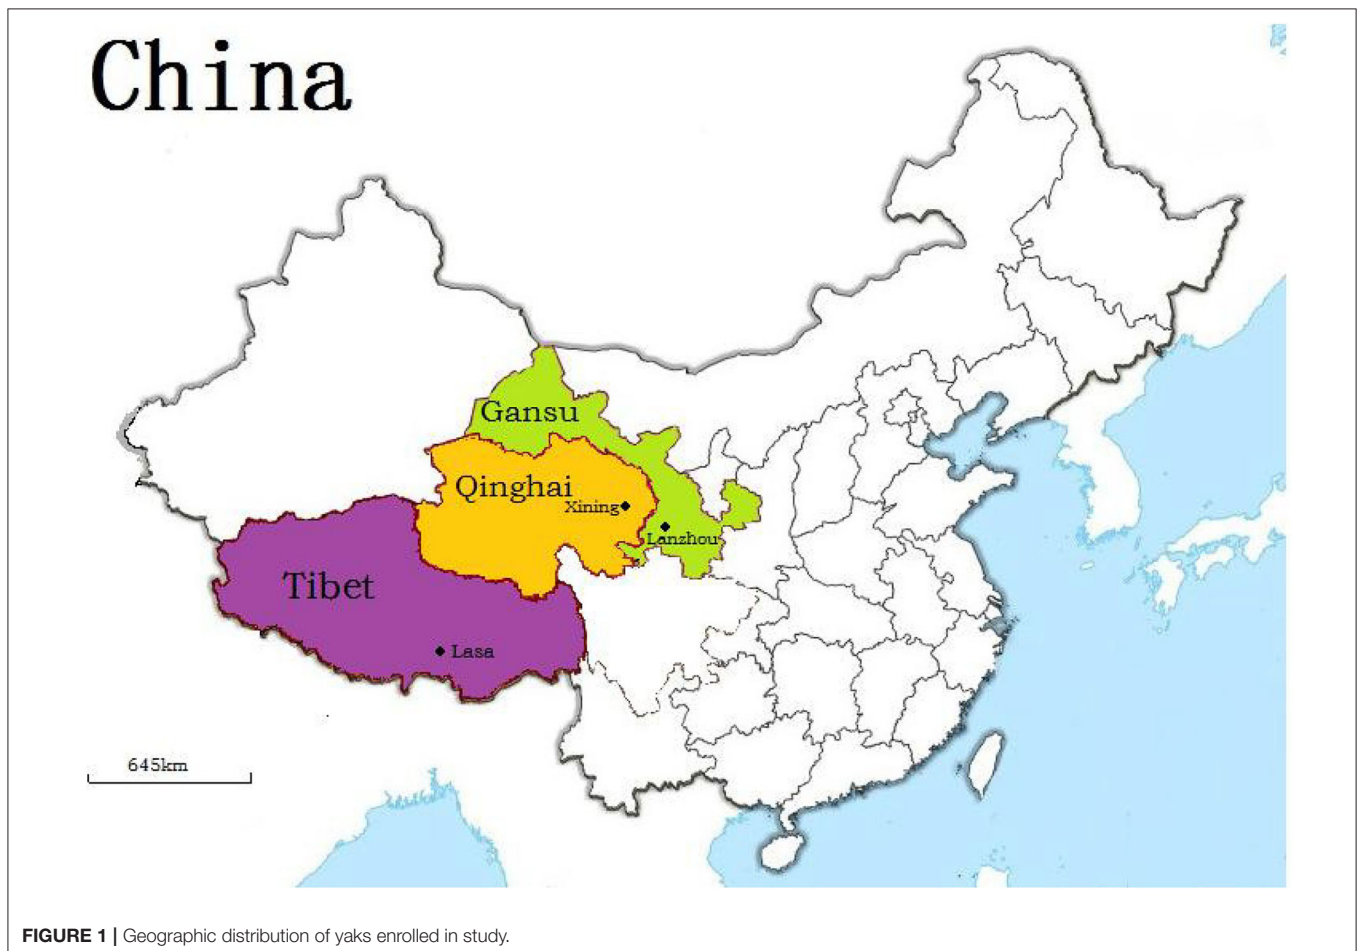 China
Gansu
Qinghai
Xining
Lanzhou
Tibet
Lasa
645km
FIGURE 1 | Geographic distribution of yaks enrolled in study.